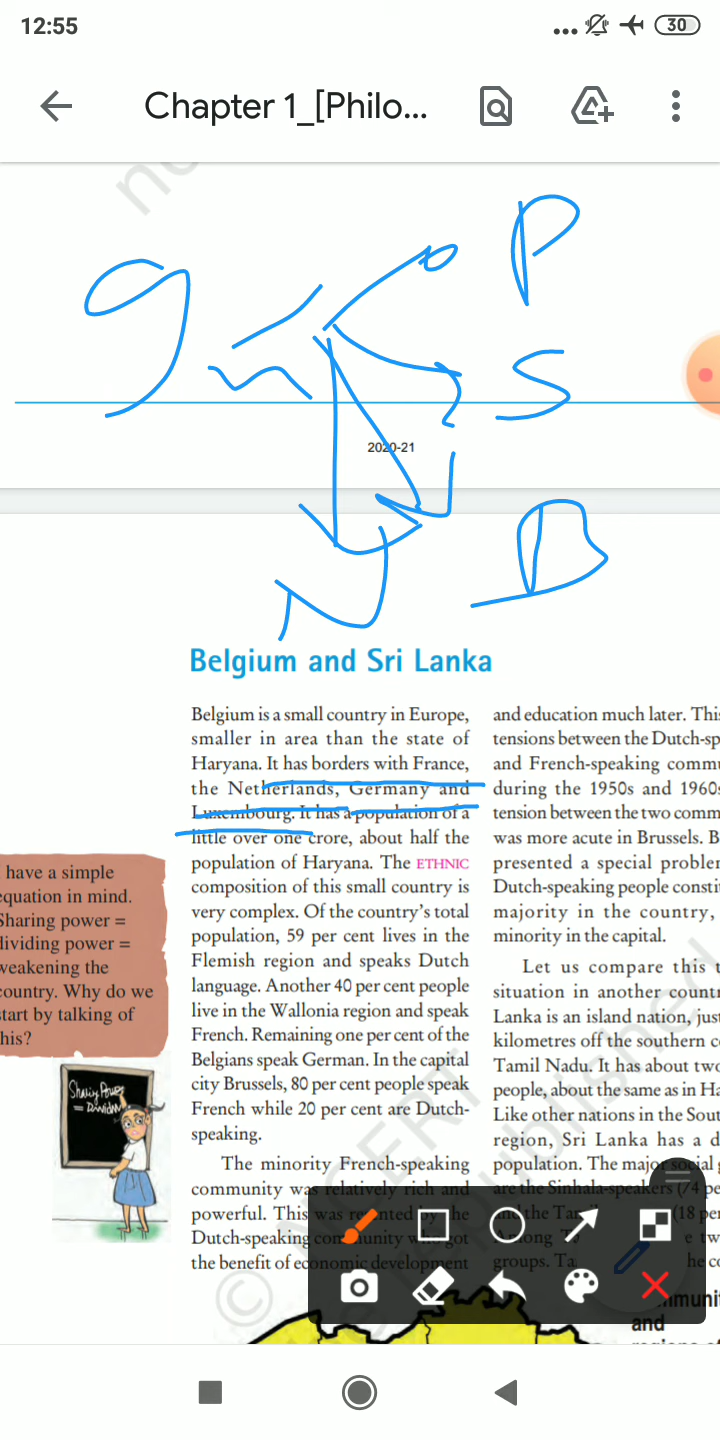 12:55
30
Chapter 1_[Philo...
P
S
2020-21
B
N
Belgium and Sri Lanka
Belgium is a small country in Europe,
smaller in area than the state of
Haryana. It has borders with France,
the Netherlands, Germany and
Luxembourg. It has a population of a
little over one crore, about half the
population of Haryana. The ETHNIC
composition of this small country is
very complex. Of the country's total
population, 59 per cent lives in the
Flemish region and speaks Dutch
language. Another 40 per cent people
live in the Wallonia region and speak
French. Remaining one per cent of the
Belgians speak German. In the capital
city Brussels, 80 per cent people speak
French while 20 per cent are Dutch-
speaking.
The minority French-speaking
community was relatively rich and
powerful. This was resented by the
Dutch-speaking community who got
the benefit of economic development
and education much later. This
tensions between the Dutch-sp
and French-speaking commu
during the 1950s and 1960s
tension between the two comm
was more acute in Brussels. B
presented a special problem
Dutch-speaking people consti
majority in the country,
minority in the capital.
Let us compare this t
situation in another countr
Lanka is an island nation, just
kilometres off the southern c
Tamil Nadu. It has about two
people, about the same as in Ha
Like other nations in the Sout
region, Sri Lanka has a d
population. The major social g
are the Sinhala-speakers (74 pe
and the Ta (18 per
Among T e tw
groups. Ta he co
have a simple
equation in mind.
Sharing power =
dividing power =
weakening the
country. Why do we
start by talking of
this?
Sharing Power
= Dividin
mmuni
and
© NCERT
published